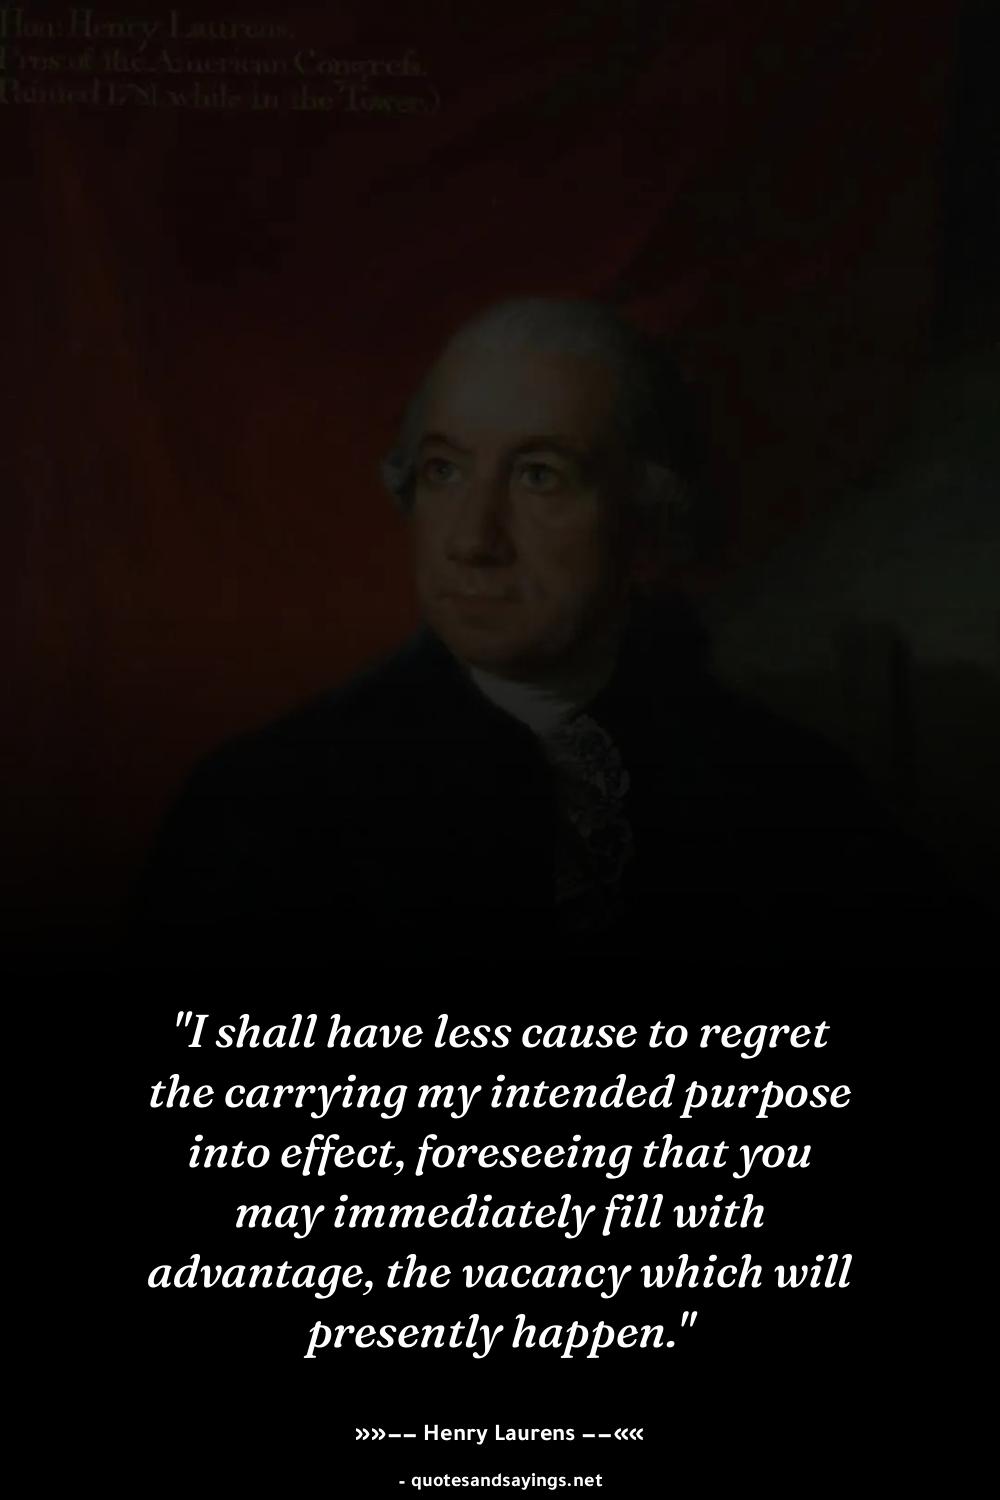 Hon: Henry Laurens.
Pres: of the American Congress.
Painted 1781, while in the Tower.)
"I shall have less cause to regret
the carrying my intended purpose
into effect, foreseeing that you
may immediately fill with
advantage, the vacancy which will
presently happen."
»»–– Henry Laurens ––««
- quotesandsayings.net